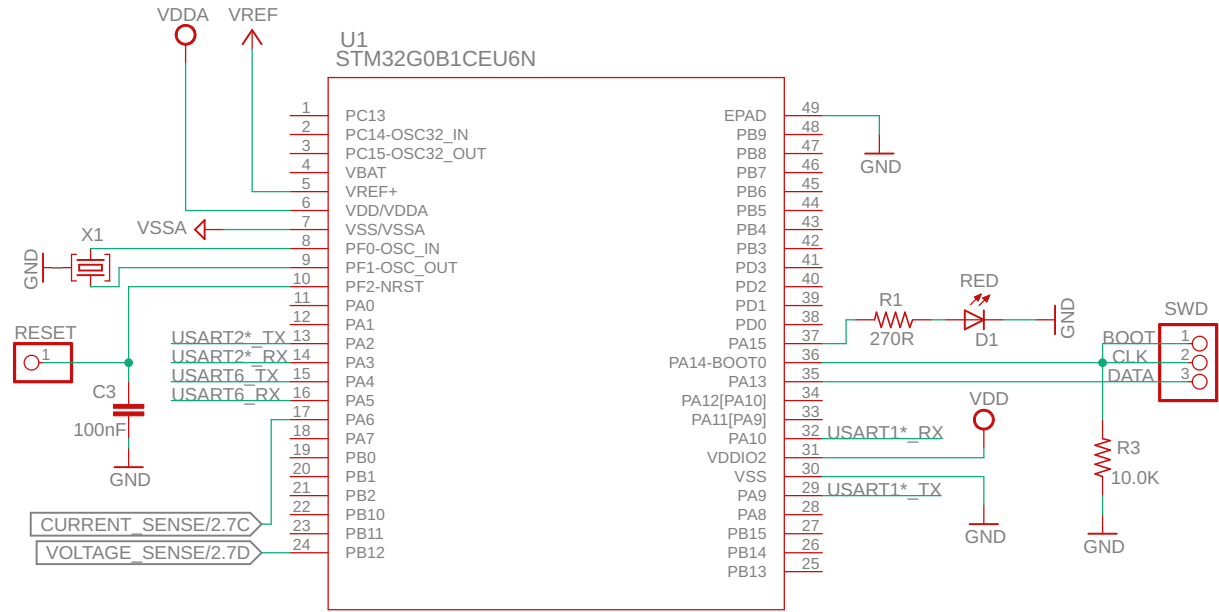 VDDA
VREF
U1
STM32G0B1CEU6N
1 PC13
2 PC14-OSC32_IN
3 PC15-OSC32_OUT
4 VBAT
5 VREF+
6 VDD/VDDA
7 VSS/VSSA
8 PF0-OSC_IN
9 PF1-OSC_OUT
10 PF2-NRST
11 PA0
12 PA1
13 PA2
14 PA3
15 PA4
16 PA5
17 PA6
18 PA7
19 PB0
20 PB1
21 PB2
22 PB10
23 PB11
24 PB12
VSSA
X1
GND
RESET
1
C3
100nF
GND
USART2*_TX
USART2*_RX
USART6_TX
USART6_RX
CURRENT_SENSE/2.7C
VOLTAGE_SENSE/2.7D
EPAD 49
PB9 48
PB8 47
PB7 46
PB6 45
PB5 44
PB4 43
PB3 42
PD3 41
PD2 40
PD1 39
PD0 38
PA15 37
PA14-BOOT0 36
PA13 35
PA12[PA10] 34
PA11[PA9] 33
PA10 32
VDDIO2 31
VSS 30
PA9 29
PA8 28
PB15 27
PB14 26
PB13 25
GND
R1
270R
RED
D1
GND
SWD
BOOT 1
CLK 2
DATA 3
VDD
USART1*_RX
USART1*_TX
GND
R3
10.0K
GND